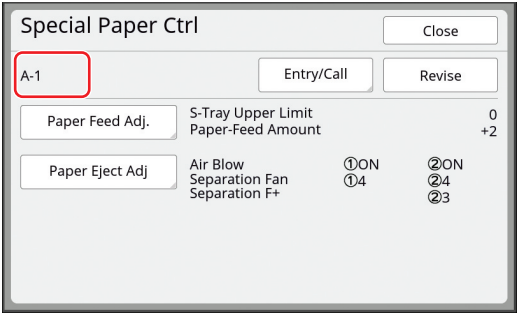 Special Paper Ctrl
Close
A-1
Entry/Call
Revise
Paper Feed Adj.
S-Tray Upper Limit 0
Paper-Feed Amount +2
Paper Eject Adj
Air Blow ①ON ②ON
Separation Fan ①4 ②4
Separation F+ ②3